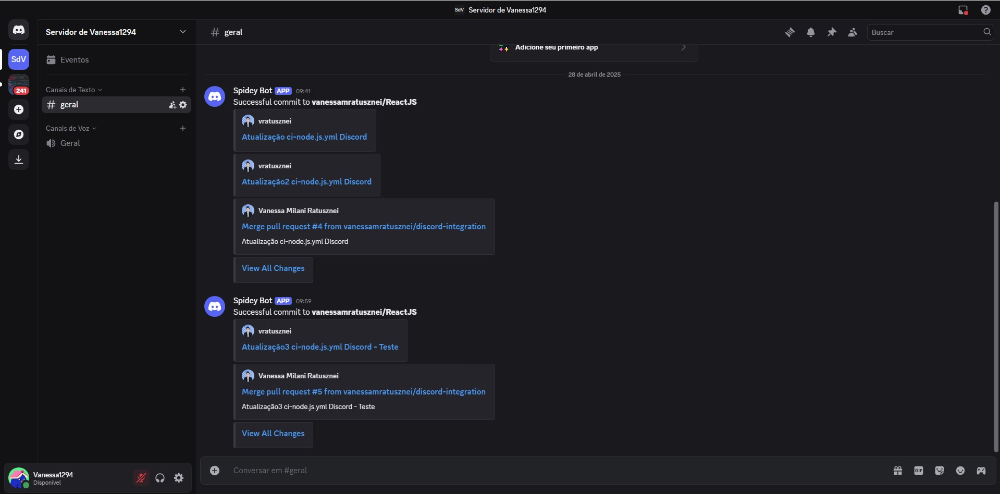 SdV Servidor de Vanessa1294
Servidor de Vanessa1294
# geral
Buscar
SdV
241
Eventos
Canais de Texto
geral
Canais de Voz
Geral
Adicione seu primeiro app
28 de abril de 2025
Spidey Bot APP 09:41
Successful commit to vanessamratusznei/ReactJS
vratusznei
Atualização ci-node.js.yml Discord
vratusznei
Atualização2 ci-node.js.yml Discord
Vanessa Milani Ratusznei
Merge pull request #4 from vanessamratusznei/discord-integration
Atualização ci-node.js.yml Discord
View All Changes
Spidey Bot APP 09:59
Successful commit to vanessamratusznei/ReactJS
vratusznei
Atualização3 ci-node.js.yml Discord - Teste
Vanessa Milani Ratusznei
Merge pull request #5 from vanessamratusznei/discord-integration
Atualização3 ci-node.js.yml Discord - Teste
View All Changes
Vanessa1294
Disponível
Conversar em #geral
GIF